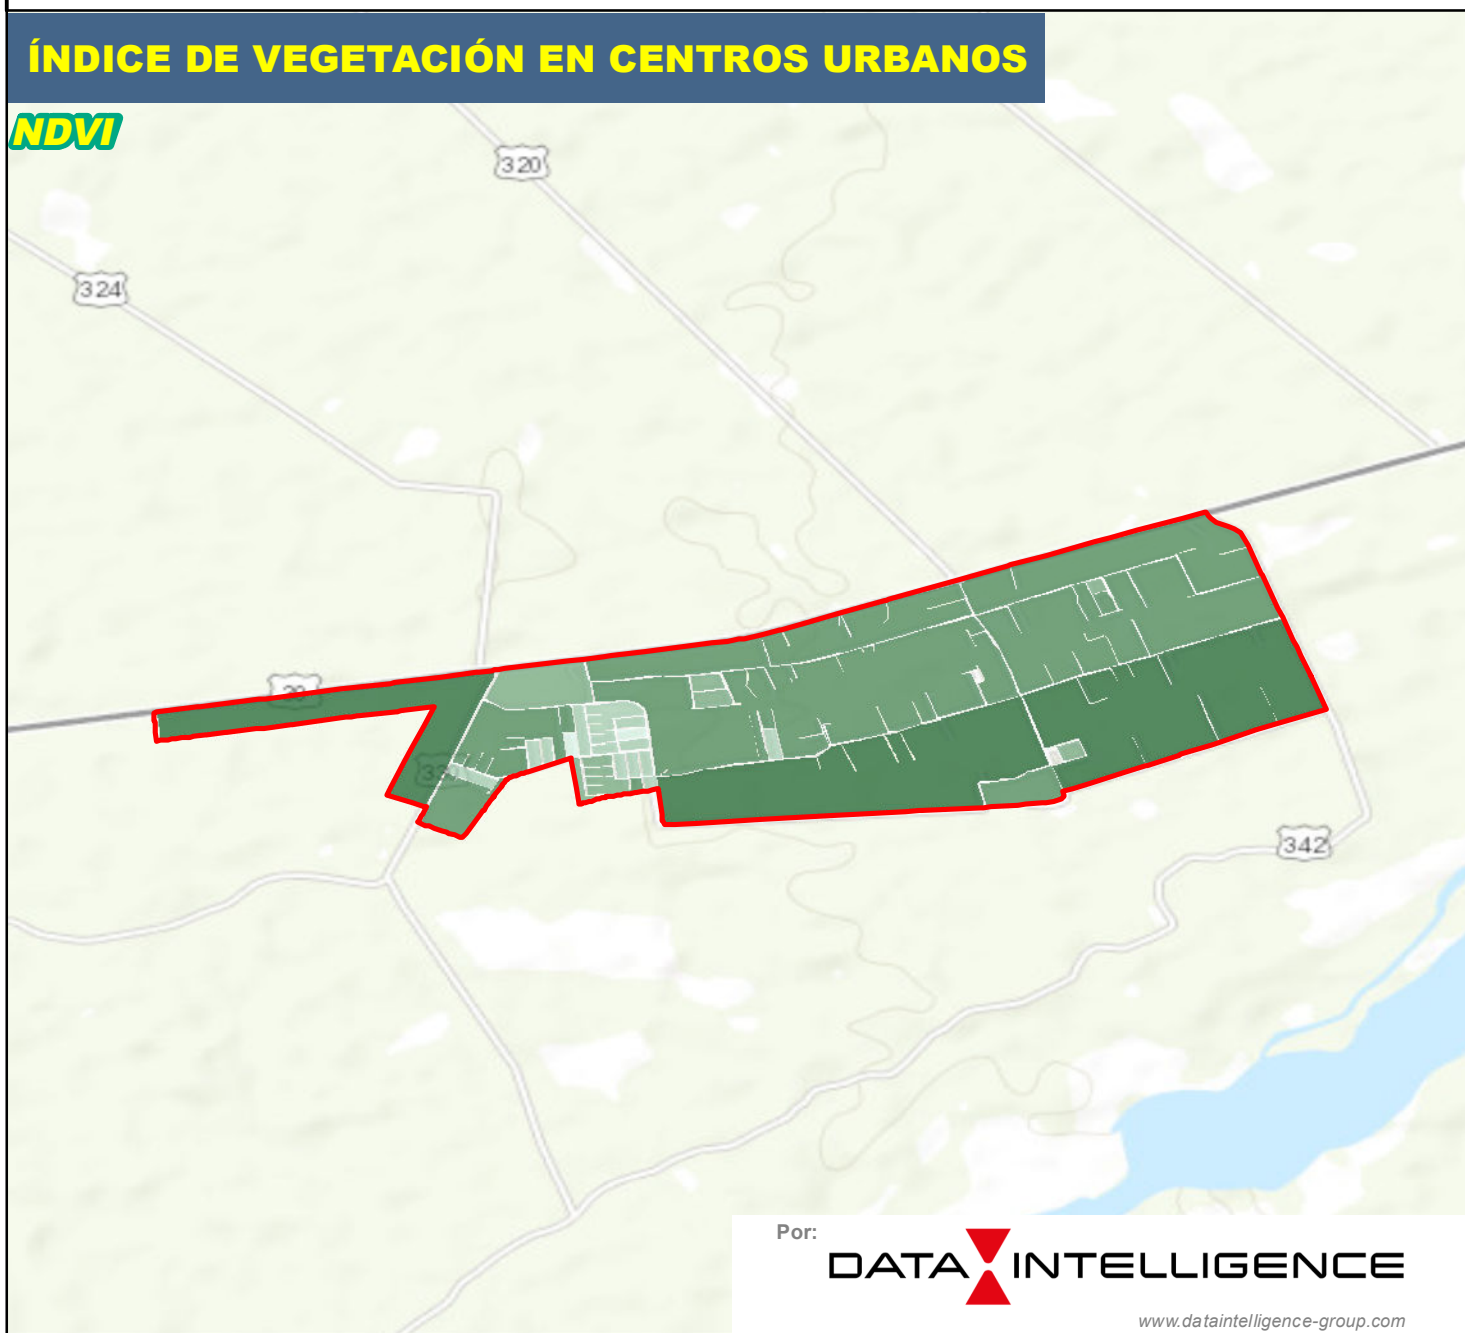 ÍNDICE DE VEGETACIÓN EN CENTROS URBANOS
NDVI
320
324
342
Por:
DATA INTELLIGENCE
www.dataintelligence-group.com